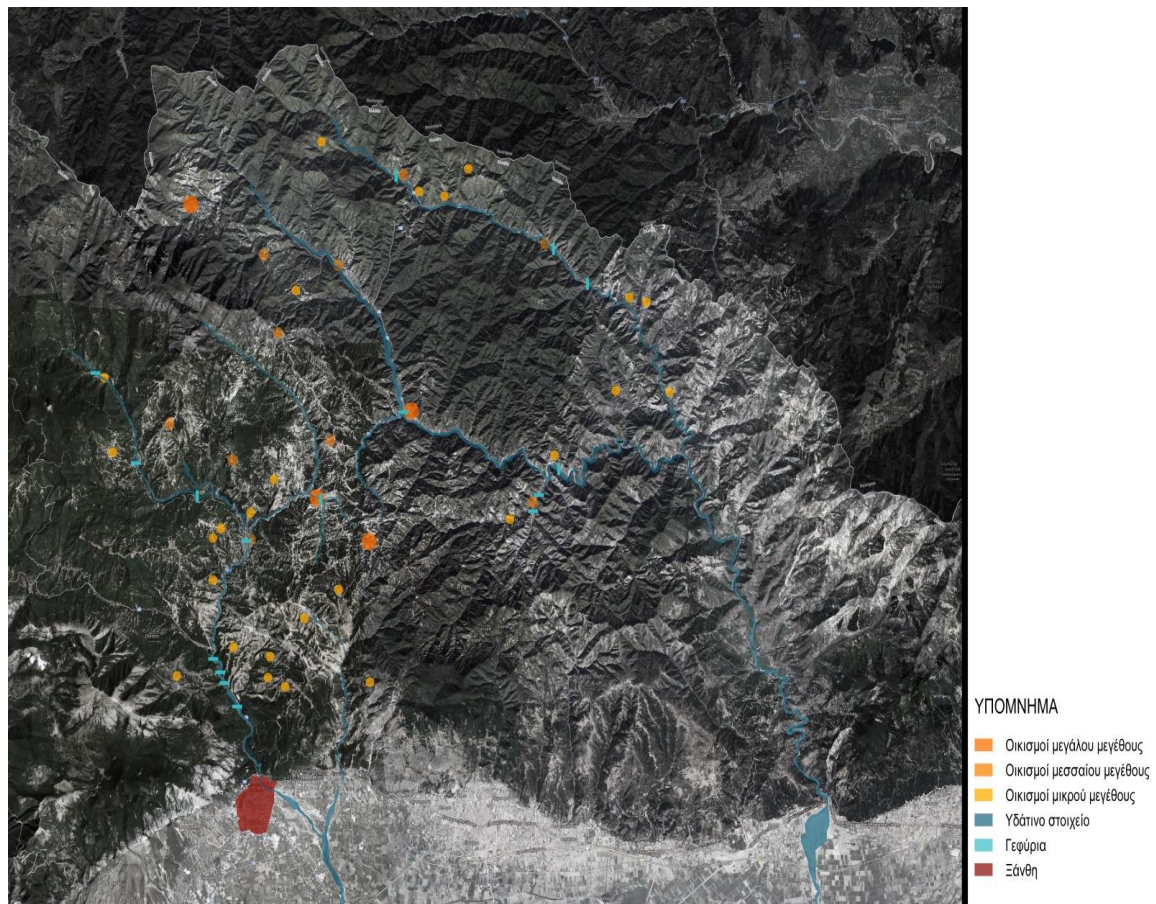 ΥΠΟΜΝΗΜΑ
Οικισμοί μεγάλου μεγέθους
Οικισμοί μεσσαίου μεγέθους
Οικισμοί μικρού μεγέθους
Υδάτινο στοιχείο
Γεφύρια
Ξάνθη